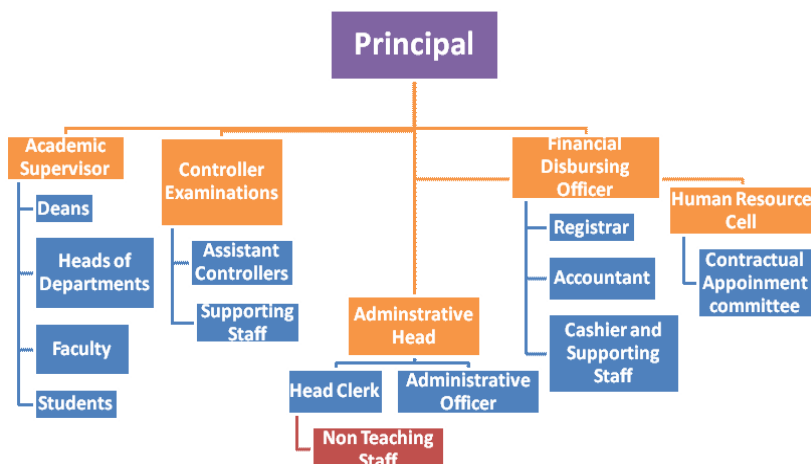 Principal
Academic
Supervisor
Deans
Heads of
Departments
Faculty
Students
Controller
Examinations
Assistant
Controllers
Supporting
Staff
Adminstrative
Head
Head Clerk
Administrative
Officer
Non Teaching
Staff
Financial
Disbursing
Officer
Registrar
Accountant
Cashier and
Supporting
Staff
Human Resource
Cell
Contractual
Appoinment
committee